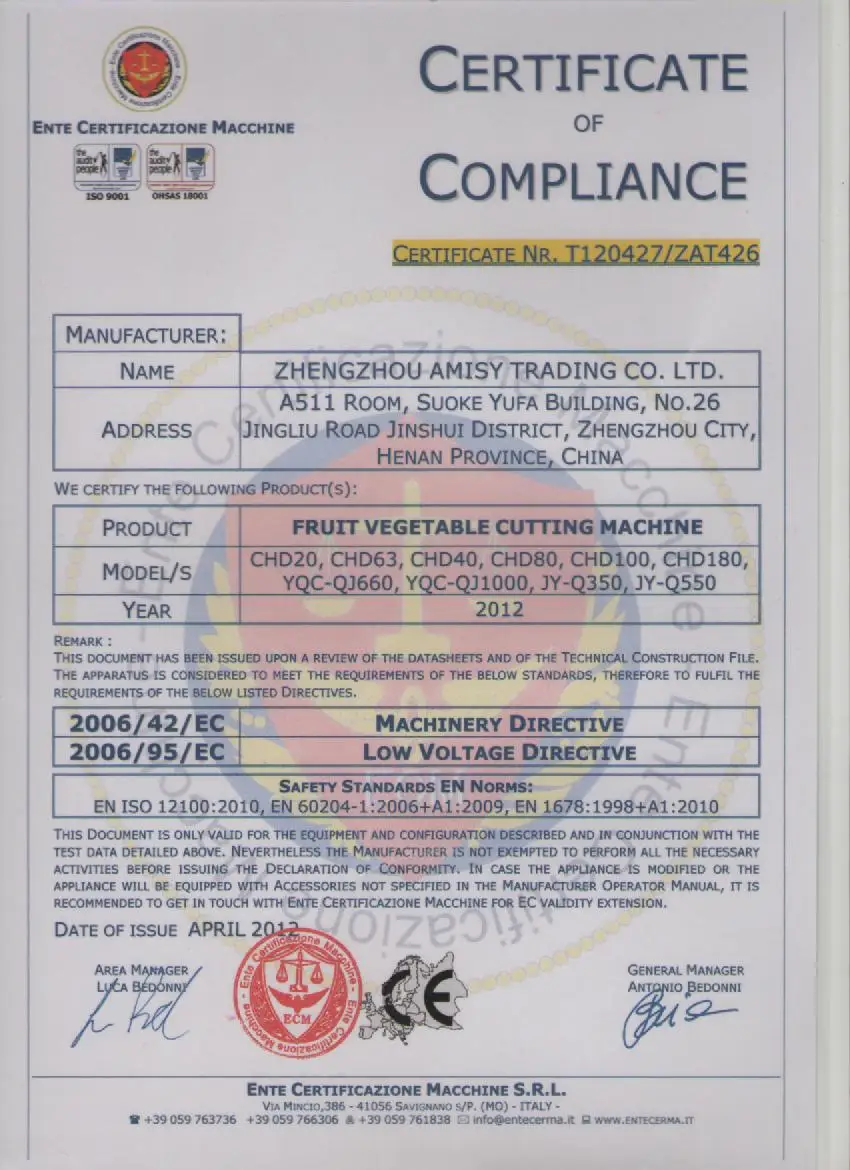 CERTIFICATE
OF
COMPLIANCE
ENTE CERTIFICAZIONE MACCHINE
the audit people
the audit people
ISO 9001
OHSAS 18001
CERTIFICATE NR. T120427/ZAT426
MANUFACTURER:
NAME
ZHENGZHOU AMISY TRADING CO. LTD.
ADDRESS
A511 ROOM, SUOKE YUFA BUILDING, NO.26
JINGLIU ROAD JINSHUI DISTRICT, ZHENGZHOU CITY,
HENAN PROVINCE, CHINA
WE CERTIFY THE FOLLOWING PRODUCT(S):
PRODUCT
FRUIT VEGETABLE CUTTING MACHINE
MODEL/S
CHD20, CHD63, CHD40, CHD80, CHD100, CHD180,
YQC-QJ660, YQC-QJ1000, JY-Q350, JY-Q550
YEAR
2012
REMARK :
THIS DOCUMENT HAS BEEN ISSUED UPON A REVIEW OF THE DATASHEETS AND OF THE TECHNICAL CONSTRUCTION FILE.
THE APPARATUS IS CONSIDERED TO MEET THE REQUIREMENTS OF THE BELOW STANDARDS, THEREFORE TO FULFIL THE
REQUIREMENTS OF THE BELOW LISTED DIRECTIVES.
2006/42/EC
MACHINERY DIRECTIVE
2006/95/EC
LOW VOLTAGE DIRECTIVE
SAFETY STANDARDS EN NORMS:
EN ISO 12100:2010, EN 60204-1:2006+A1:2009, EN 1678:1998+A1:2010
THIS DOCUMENT IS ONLY VALID FOR THE EQUIPMENT AND CONFIGURATION DESCRIBED AND IN CONJUNCTION WITH THE
TEST DATA DETAILED ABOVE. NEVERTHELESS THE MANUFACTURER IS NOT EXEMPTED TO PERFORM ALL THE NECESSARY
ACTIVITIES BEFORE ISSUING THE DECLARATION OF CONFORMITY. IN CASE THE APPLIANCE IS MODIFIED OR THE
APPLIANCE WILL BE EQUIPPED WITH ACCESSORIES NOT SPECIFIED IN THE MANUFACTURER OPERATOR MANUAL, IT IS
RECOMMENDED TO GET IN TOUCH WITH ENTE CERTIFICAZIONE MACCHINE FOR EC VALIDITY EXTENSION.
DATE OF ISSUE APRIL 2012
AREA MANAGER
LUCA BEDONNI
Ente Certificazione Macchine
ECM
CE
GENERAL MANAGER
ANTONIO BEDONNI
ENTE CERTIFICAZIONE MACCHINE S.R.L.
VIA MINCIO,386 - 41056 SAVIGNANO S/P. (MO) - ITALY -
+39 059 763736 +39 059 766306 +39 059 761838 info@entecerma.it WWW.ENTECERMA.IT